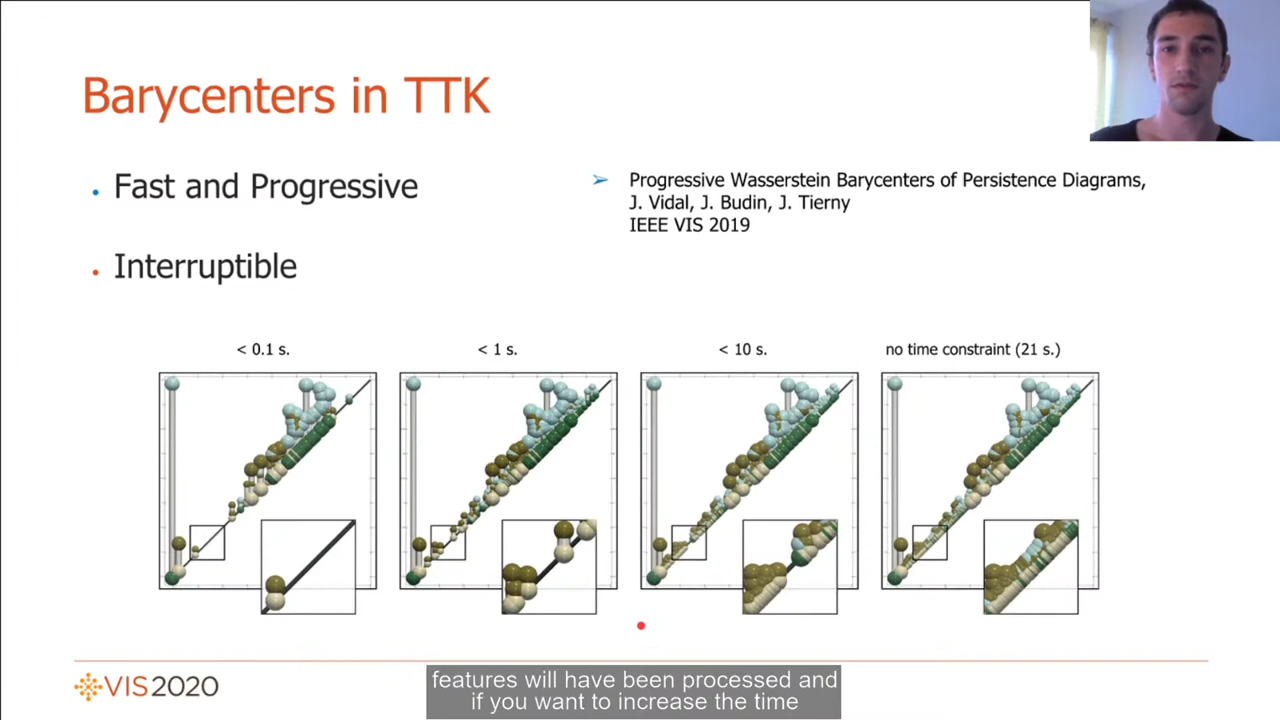 Barycenters in TTK
• Fast and Progressive
• Interruptible
➢ Progressive Wasserstein Barycenters of Persistence Diagrams,
J. Vidal, J. Budin, J. Tierny
IEEE VIS 2019
< 0.1 s.
< 1 s.
< 10 s.
no time constraint (21 s.)
VIS2020
features will have been processed and
if you want to increase the time